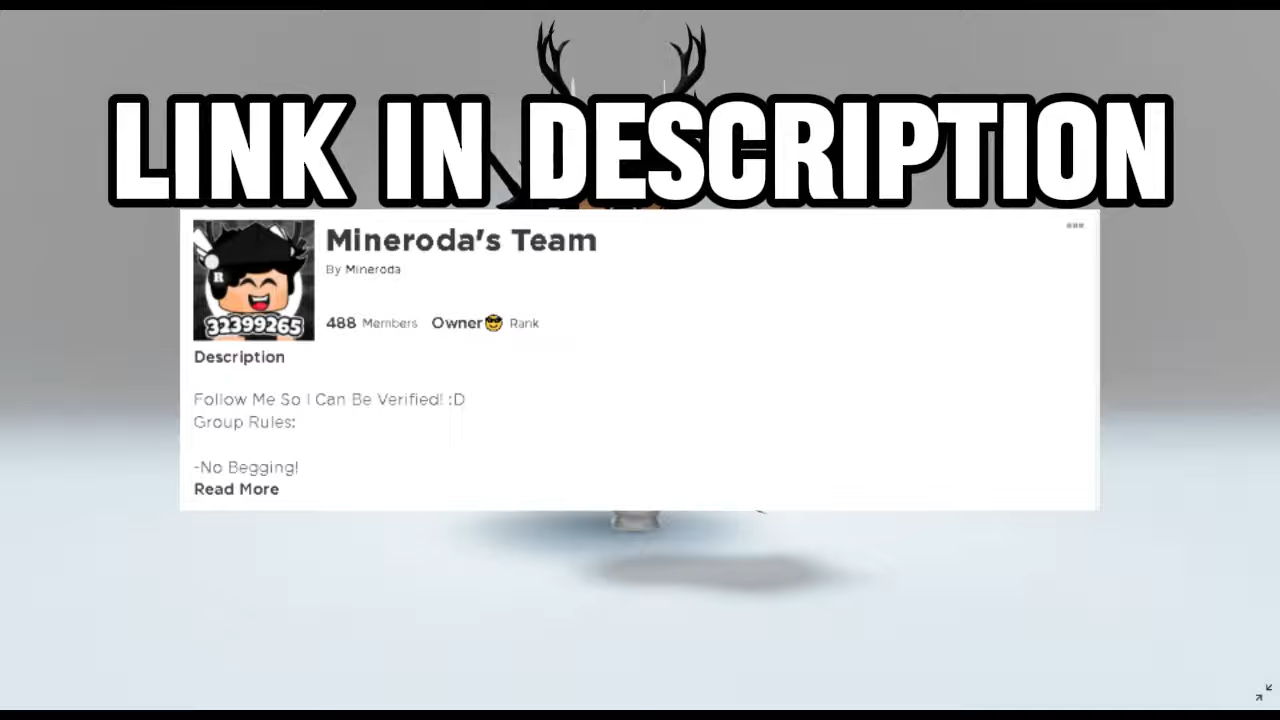 LINK IN DESCRIPTION
Mineroda's Team
By Mineroda
R
32399265
488 Members Owner😎 Rank
Description
Follow Me So I Can Be Verified! :D
Group Rules:
-No Begging!
Read More